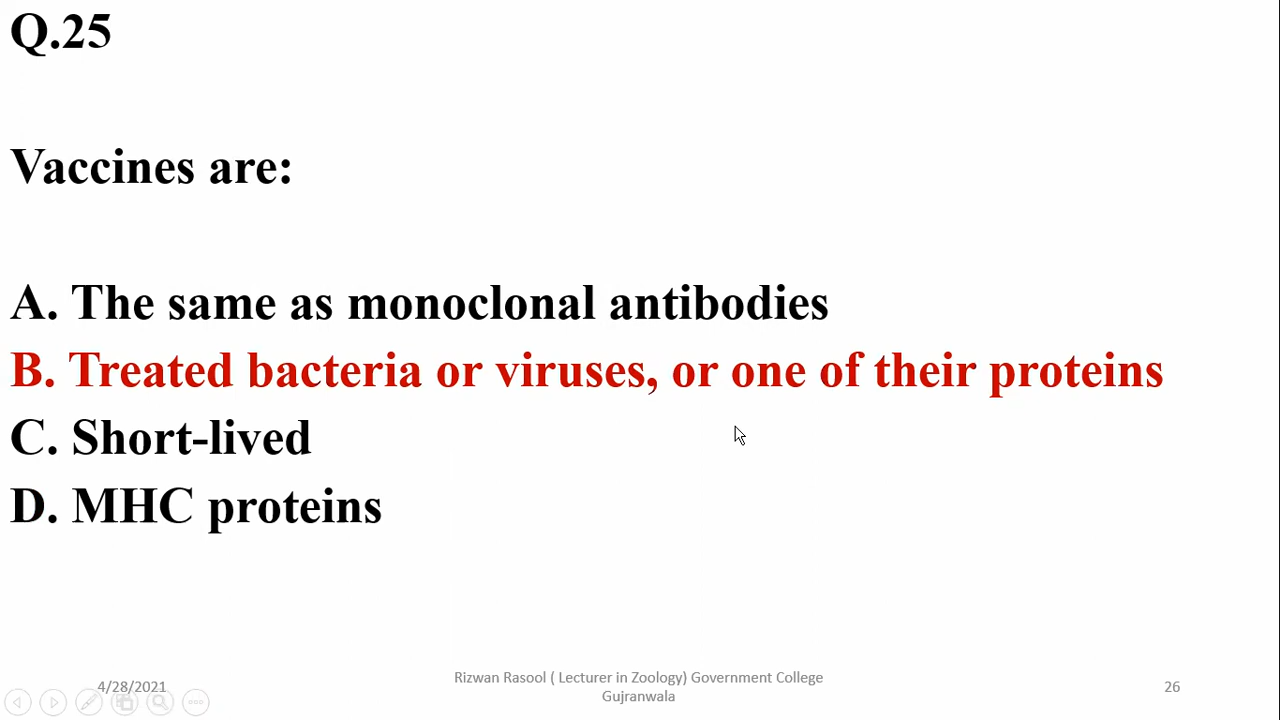 Q.25
Vaccines are:
A. The same as monoclonal antibodies
B. Treated bacteria or viruses, or one of their proteins
C. Short-lived
D. MHC proteins
4/28/2021
Rizwan Rasool ( Lecturer in Zoology) Government College
Gujranwala
26